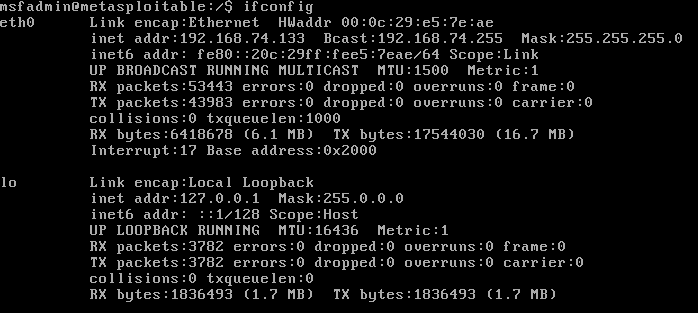 msfadmin@metasploitable:/$ ifconfig
eth0      Link encap:Ethernet  HWaddr 00:0c:29:e5:7e:ae
          inet addr:192.168.74.133  Bcast:192.168.74.255  Mask:255.255.255.0
          inet6 addr: fe80::20c:29ff:fee5:7eae/64 Scope:Link
          UP BROADCAST RUNNING MULTICAST  MTU:1500  Metric:1
          RX packets:53443 errors:0 dropped:0 overruns:0 frame:0
          TX packets:43983 errors:0 dropped:0 overruns:0 carrier:0
          collisions:0 txqueuelen:1000
          RX bytes:6418678 (6.1 MB)  TX bytes:17544030 (16.7 MB)
          Interrupt:17 Base address:0x2000
lo        Link encap:Local Loopback
          inet addr:127.0.0.1  Mask:255.0.0.0
          inet6 addr: ::1/128 Scope:Host
          UP LOOPBACK RUNNING  MTU:16436  Metric:1
          RX packets:3782 errors:0 dropped:0 overruns:0 frame:0
          TX packets:3782 errors:0 dropped:0 overruns:0 carrier:0
          collisions:0 txqueuelen:0
          RX bytes:1836493 (1.7 MB)  TX bytes:1836493 (1.7 MB)